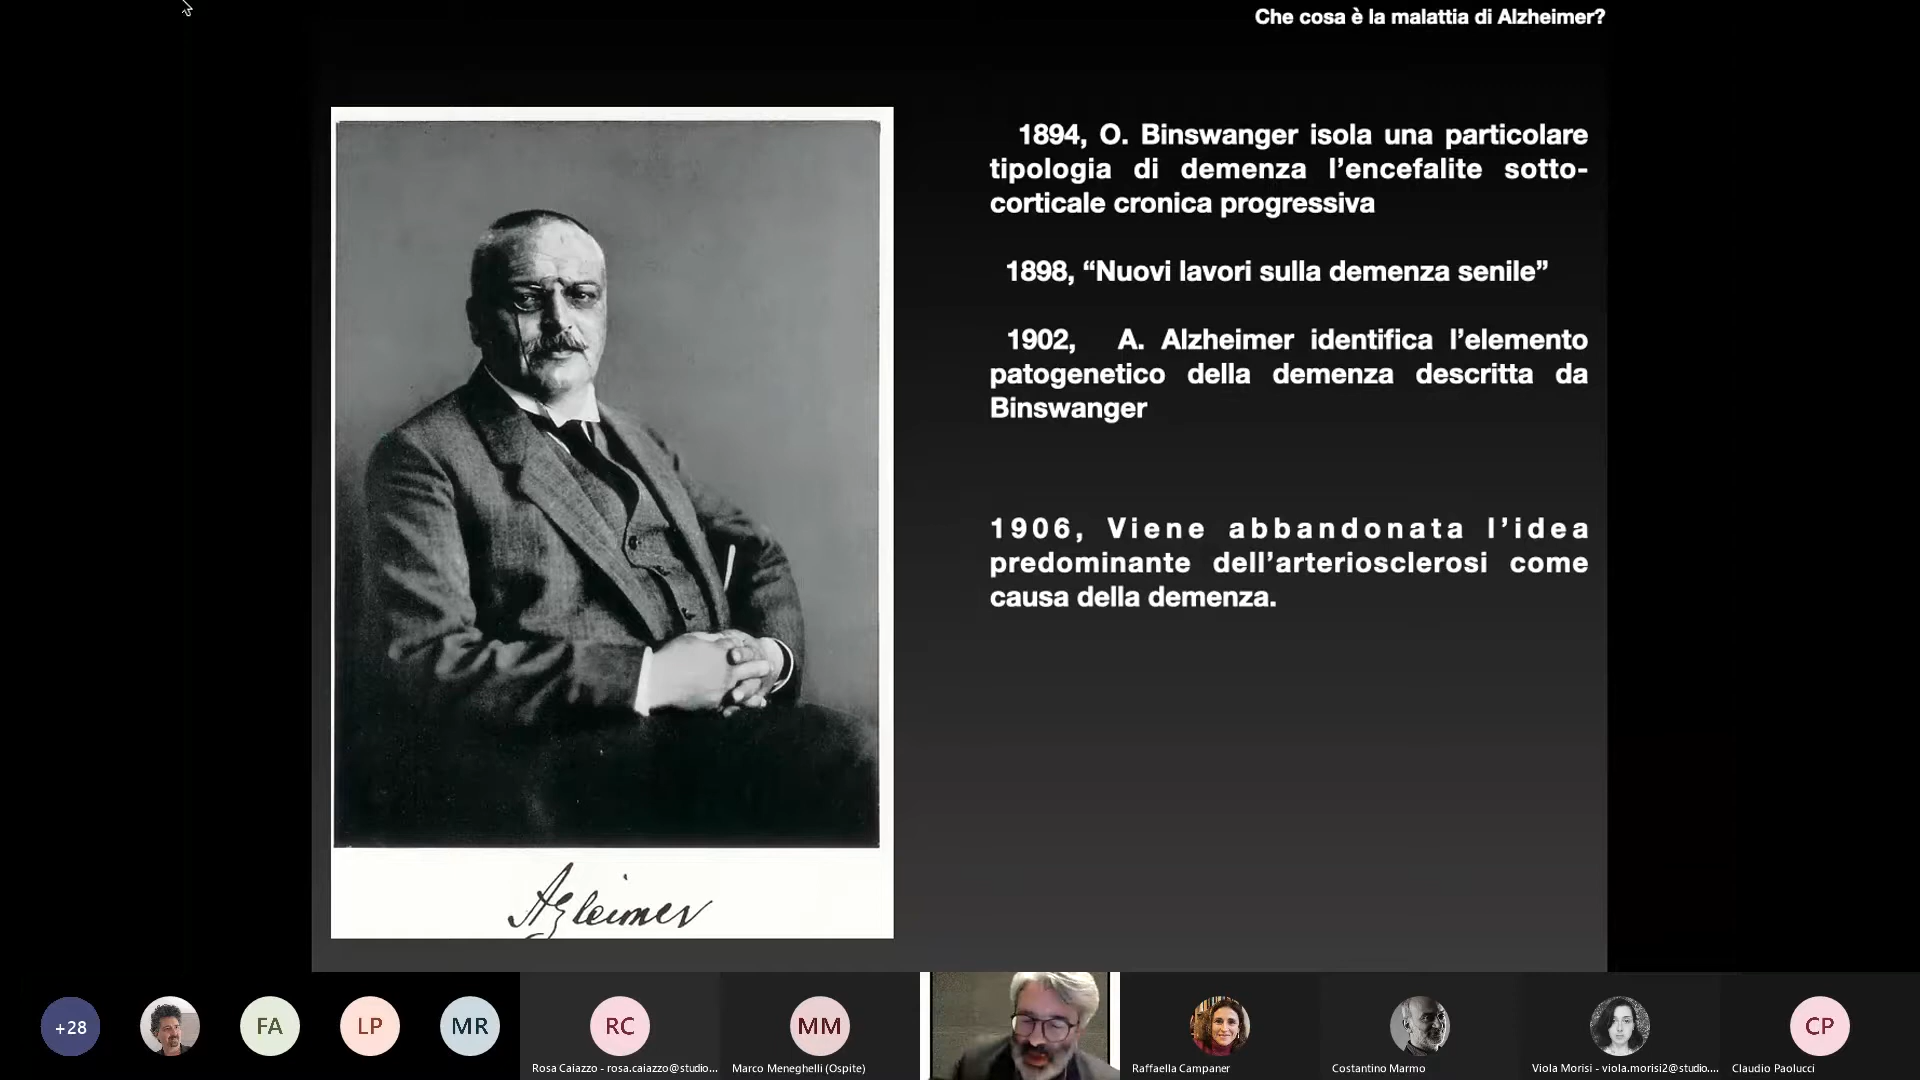 Che cosa è la malattia di Alzheimer?
1894, O. Binswanger isola una particolare
tipologia di demenza l’encefalite sotto-
corticale cronica progressiva
1898, “Nuovi lavori sulla demenza senile”
1902, A. Alzheimer identifica l’elemento
patogenetico della demenza descritta da
Binswanger
1906, Viene abbandonata l’idea
predominante dell’arteriosclerosi come
causa della demenza.
+28
FA
LP
MR
RC
Rosa Caiazzo - rosa.caiazzo@studio...
MM
Marco Meneghelli (Ospite)
Raffaella Campaner
Costantino Marmo
Viola Morisi - viola.morisi2@studio....
CP
Claudio Paolucci